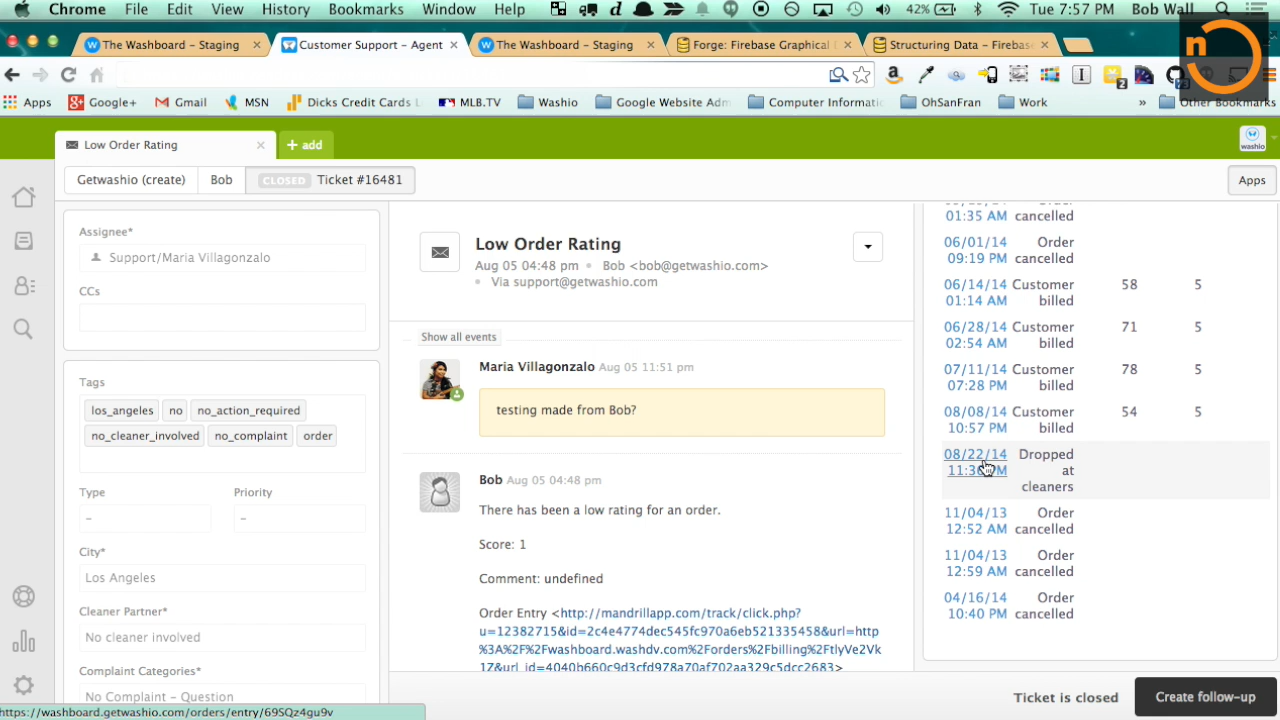 Chrome File Edit View History Bookmarks Window Help 42% Tue 7:57 PM Bob Wall
The Washboard – Staging
Customer Support – Agent
The Washboard – Staging
Forge: Firebase Graphical
Structuring Data – Firebase
n
Apps Google+ Gmail MSN Dicks Credit Cards MLB.TV Washio Google Website Adm Computer Informatic OhSanFran Work » Other Bookmarks
Low Order Rating
+ add
washio
Getwashio (create) Bob CLOSED Ticket #16481
Apps
Assignee*
Support/Maria Villagonzalo
CCs
Tags
los_angeles no no_action_required
no_cleaner_involved no_complaint order
Type Priority
– –
City*
Los Angeles
Cleaner Partner*
No cleaner involved
Complaint Categories*
No Complaint – Question
Low Order Rating
Aug 05 04:48 pm Bob <bob@getwashio.com>
Via support@getwashio.com
Show all events
Maria Villagonzalo Aug 05 11:51 pm
testing made from Bob?
Bob Aug 05 04:48 pm
There has been a low rating for an order.
Score: 1
Comment: undefined
Order Entry <http://mandrillapp.com/track/click.php?
u=12382715&id=2c4e4774dec545fc970a6eb521335458&url=http
%3A%2F%2Fwashboard.washdv.com%2Forders%2Fbilling%2FtlyVe2Vk
1Z&url_id=4040b660c9d3cfd978a70af702aa329c5dcc2683>
01:35 AM cancelled
06/01/14 Order
09:19 PM cancelled
06/14/14 Customer 58 5
01:14 AM billed
06/28/14 Customer 71 5
02:54 AM billed
07/11/14 Customer 78 5
07:28 PM billed
08/08/14 Customer 54 5
10:57 PM billed
08/22/14 Dropped
at
cleaners
11/04/13 Order
12:52 AM cancelled
11/04/13 Order
12:59 AM cancelled
04/16/14 Order
10:40 PM cancelled
Ticket is closed
Create follow-up
https://washboard.getwashio.com/orders/entry/69SQz4gu9v